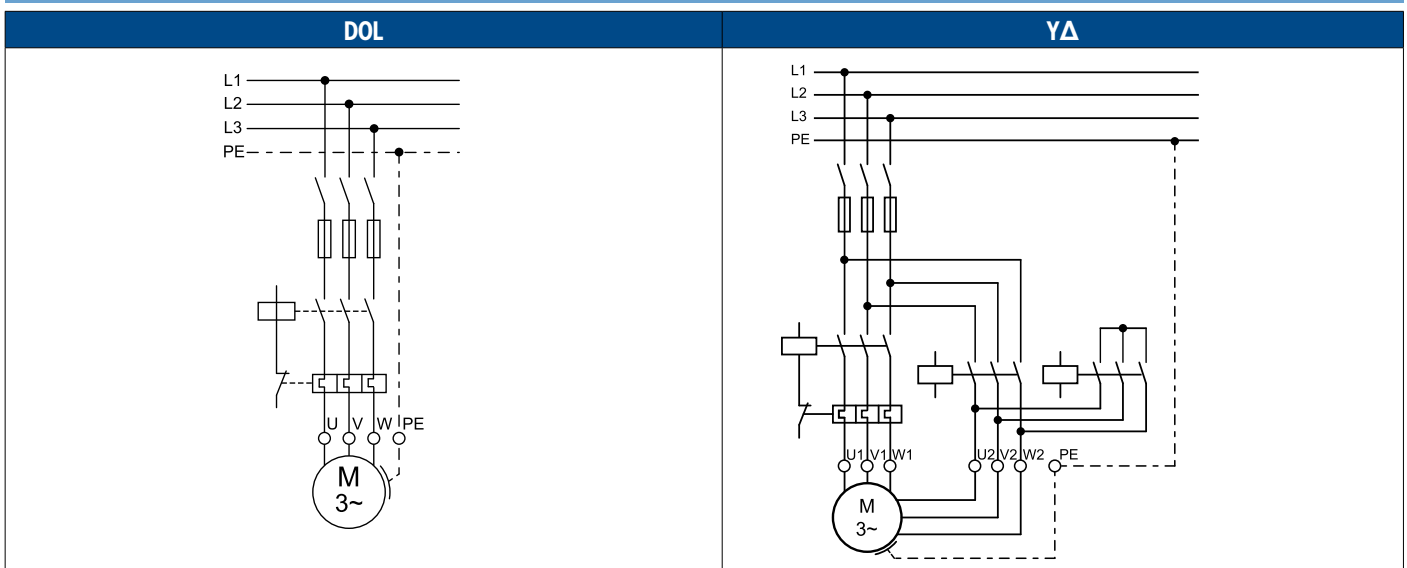 DOL
YΔ
L1
L2
L3
PE
U V W PE
M
3~
L1
L2
L3
PE
U1 V1 W1 U2 V2 W2 PE
M
3~